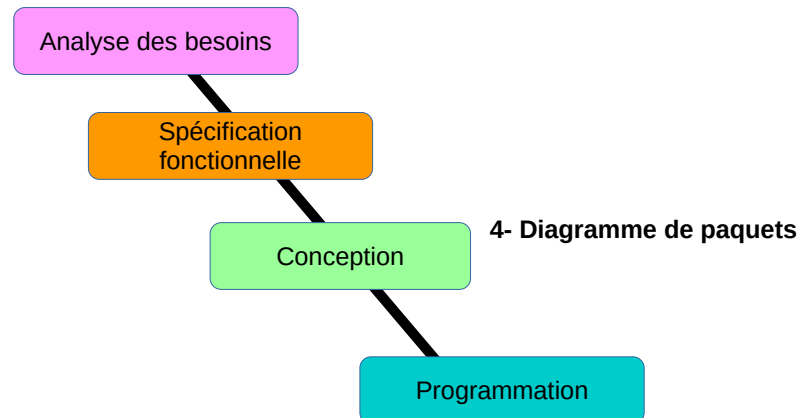 Analyse des besoins
Spécification
fonctionnelle
4- Diagramme de paquets
Conception
Programmation